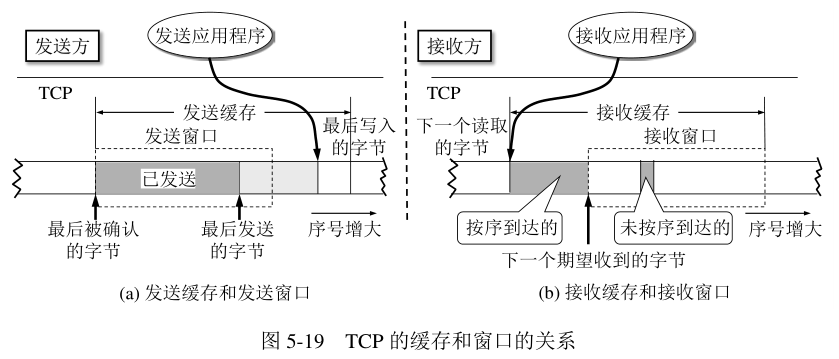 发送方
发送应用程序
TCP
发送缓存
发送窗口
最后写入
的字节
已发送
最后被确认
的字节
最后发送
的字节
序号增大
(a) 发送缓存和发送窗口
接收方
接收应用程序
TCP
接收缓存
下一个读取
的字节
接收窗口
按序到达的
未按序到达的
序号增大
下一个期望收到的字节
(b) 接收缓存和接收窗口
图 5-19 TCP 的缓存和窗口的关系